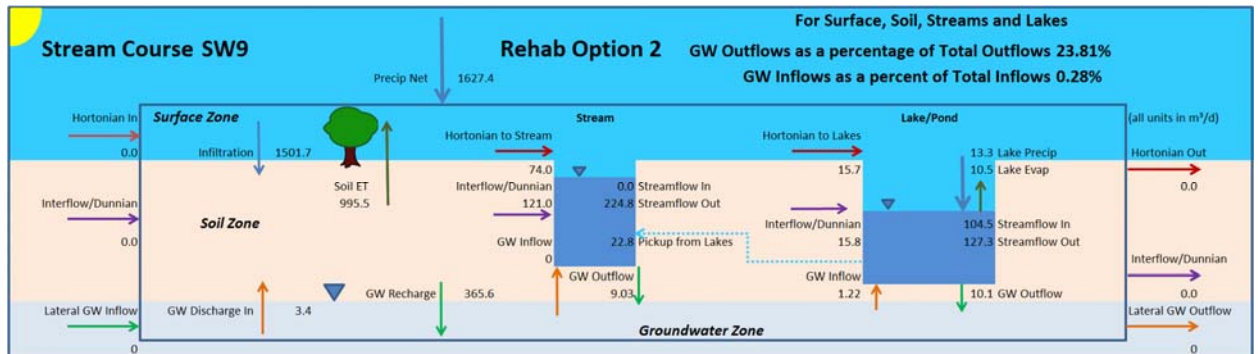 For Surface, Soil, Streams and Lakes
Stream Course SW9
Rehab Option 2
GW Outflows as a percentage of Total Outflows 23.81%
GW Inflows as a percent of Total Inflows 0.28%
Precip Net 1627.4
Hortonian In
Surface Zone
Stream
Lake/Pond
(all units in m³/d)
Hortonian to Stream
Hortonian to Lakes
Hortonian Out
0.0
Infiltration 1501.7
13.3 Lake Precip
74.0
15.7
10.5 Lake Evap
Soil ET
Interflow/Dunnian
0.0 Streamflow In
0.0
995.5
121.0
224.8 Streamflow Out
Interflow/Dunnian
Soil Zone
Interflow/Dunnian
104.5 Streamflow In
0.0
GW Inflow
22.8 Pickup from Lakes
15.8
127.3 Streamflow Out
0
Interflow/Dunnian
GW Outflow
GW Inflow
GW Recharge 365.6
9.03
1.22
10.1 GW Outflow
0.0
Lateral GW Inflow
GW Discharge In 3.4
Lateral GW Outflow
Groundwater Zone
0
0